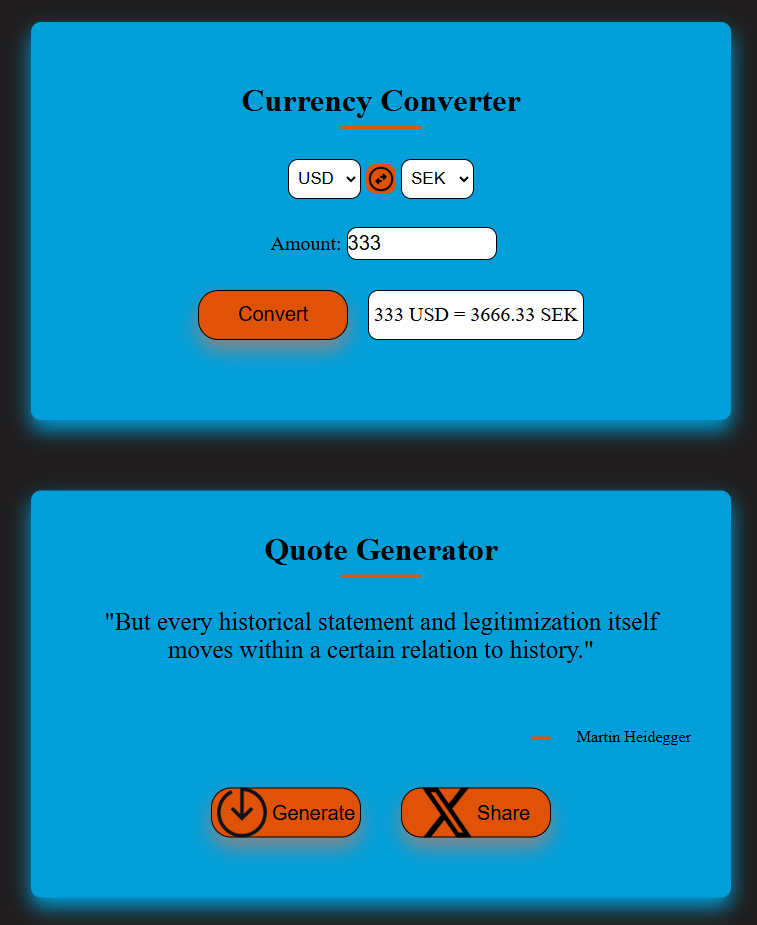 Currency Converter
USD SEK
Amount: 333
Convert 333 USD = 3666.33 SEK
Quote Generator
"But every historical statement and legitimization itself
moves within a certain relation to history."
Martin Heidegger
Generate Share